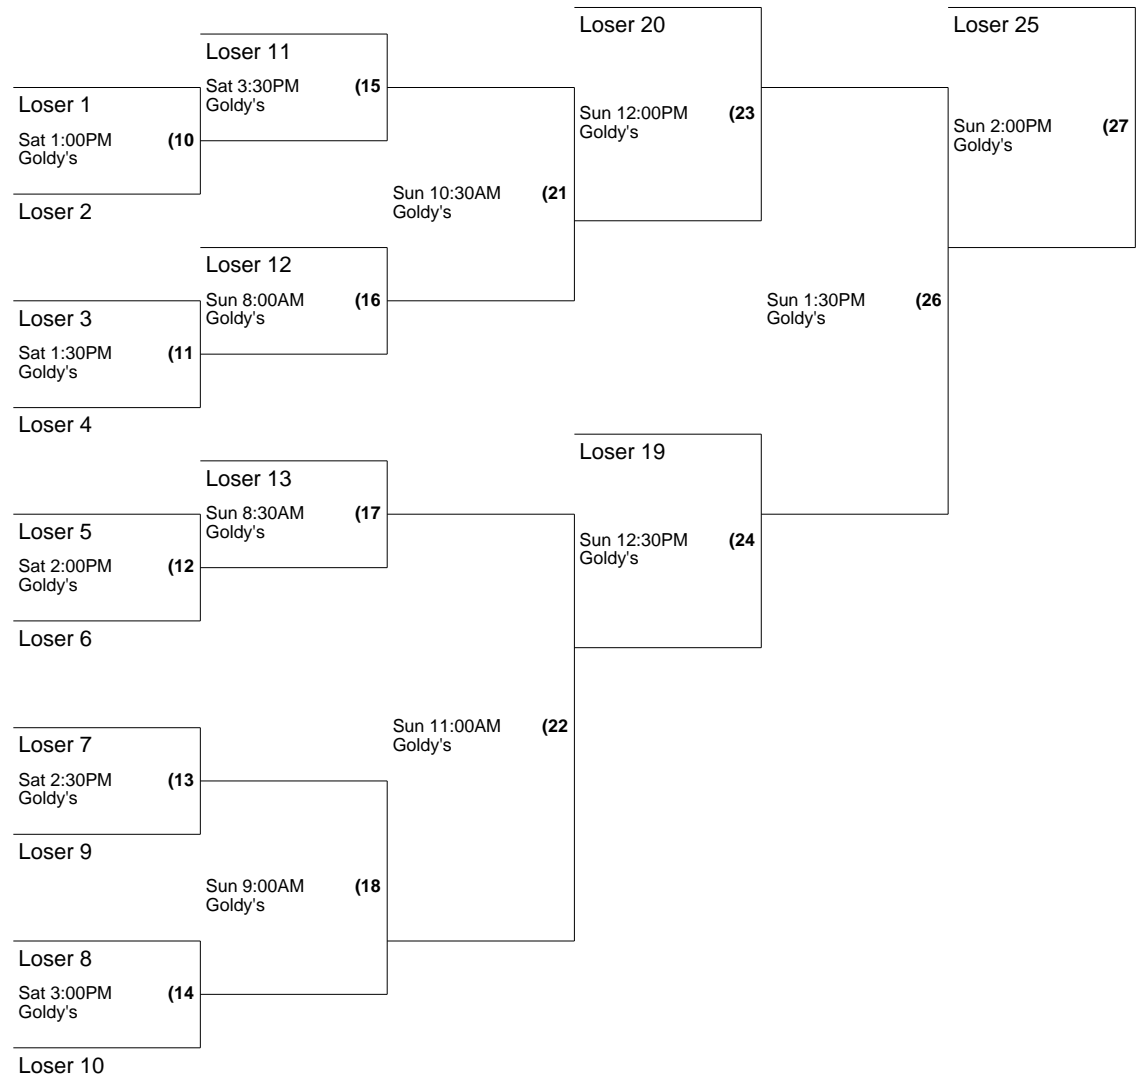 Loser 20
Loser 25
Loser 11
Sat 3:30PM (15
Goldy's
Loser 1
Sat 1:00PM (10
Goldy's
Loser 2
Sun 12:00PM (23
Goldy's
Sun 2:00PM (27
Goldy's
Sun 10:30AM (21
Goldy's
Loser 12
Sun 8:00AM (16
Goldy's
Loser 3
Sat 1:30PM (11
Goldy's
Loser 4
Sun 1:30PM (26
Goldy's
Loser 19
Loser 13
Sun 8:30AM (17
Goldy's
Loser 5
Sat 2:00PM (12
Goldy's
Loser 6
Sun 12:30PM (24
Goldy's
Sun 11:00AM (22
Goldy's
Loser 7
Sat 2:30PM (13
Goldy's
Loser 9
Sun 9:00AM (18
Goldy's
Loser 8
Sat 3:00PM (14
Goldy's
Loser 10